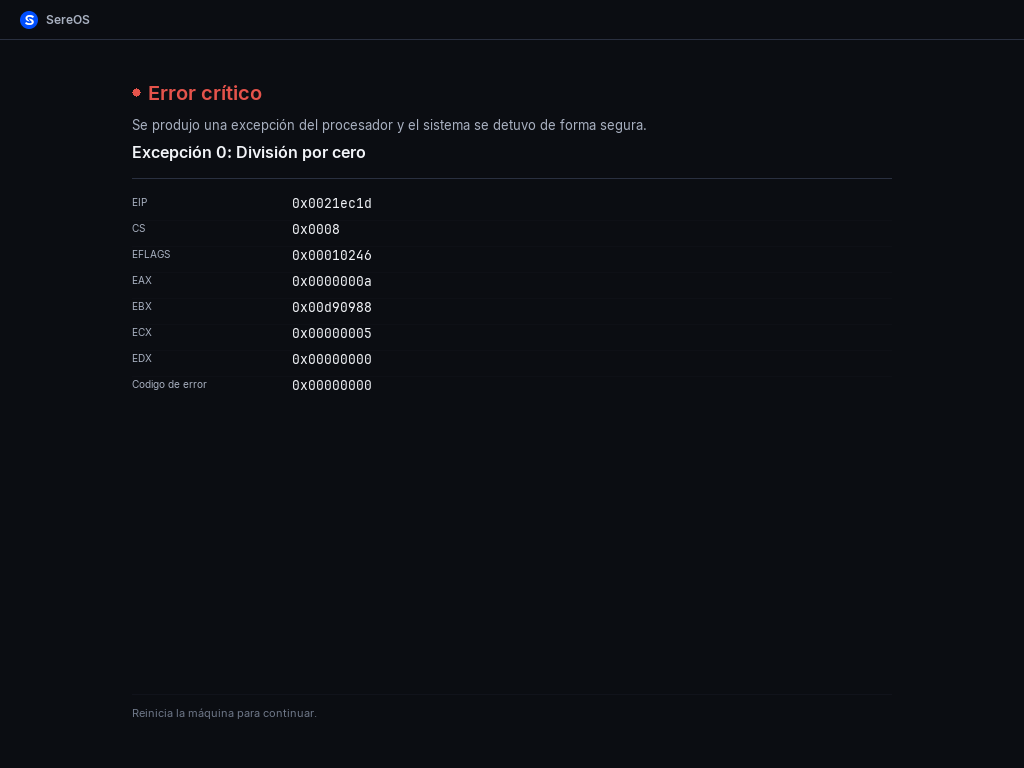 SereOS
Error crítico
Se produjo una excepción del procesador y el sistema se detuvo de forma segura.
Excepción 0: División por cero
EIP 0x0021ec1d
CS 0x0008
EFLAGS 0x00010246
EAX 0x0000000a
EBX 0x00d90988
ECX 0x00000005
EDX 0x00000000
Codigo de error 0x00000000
Reinicia la máquina para continuar.